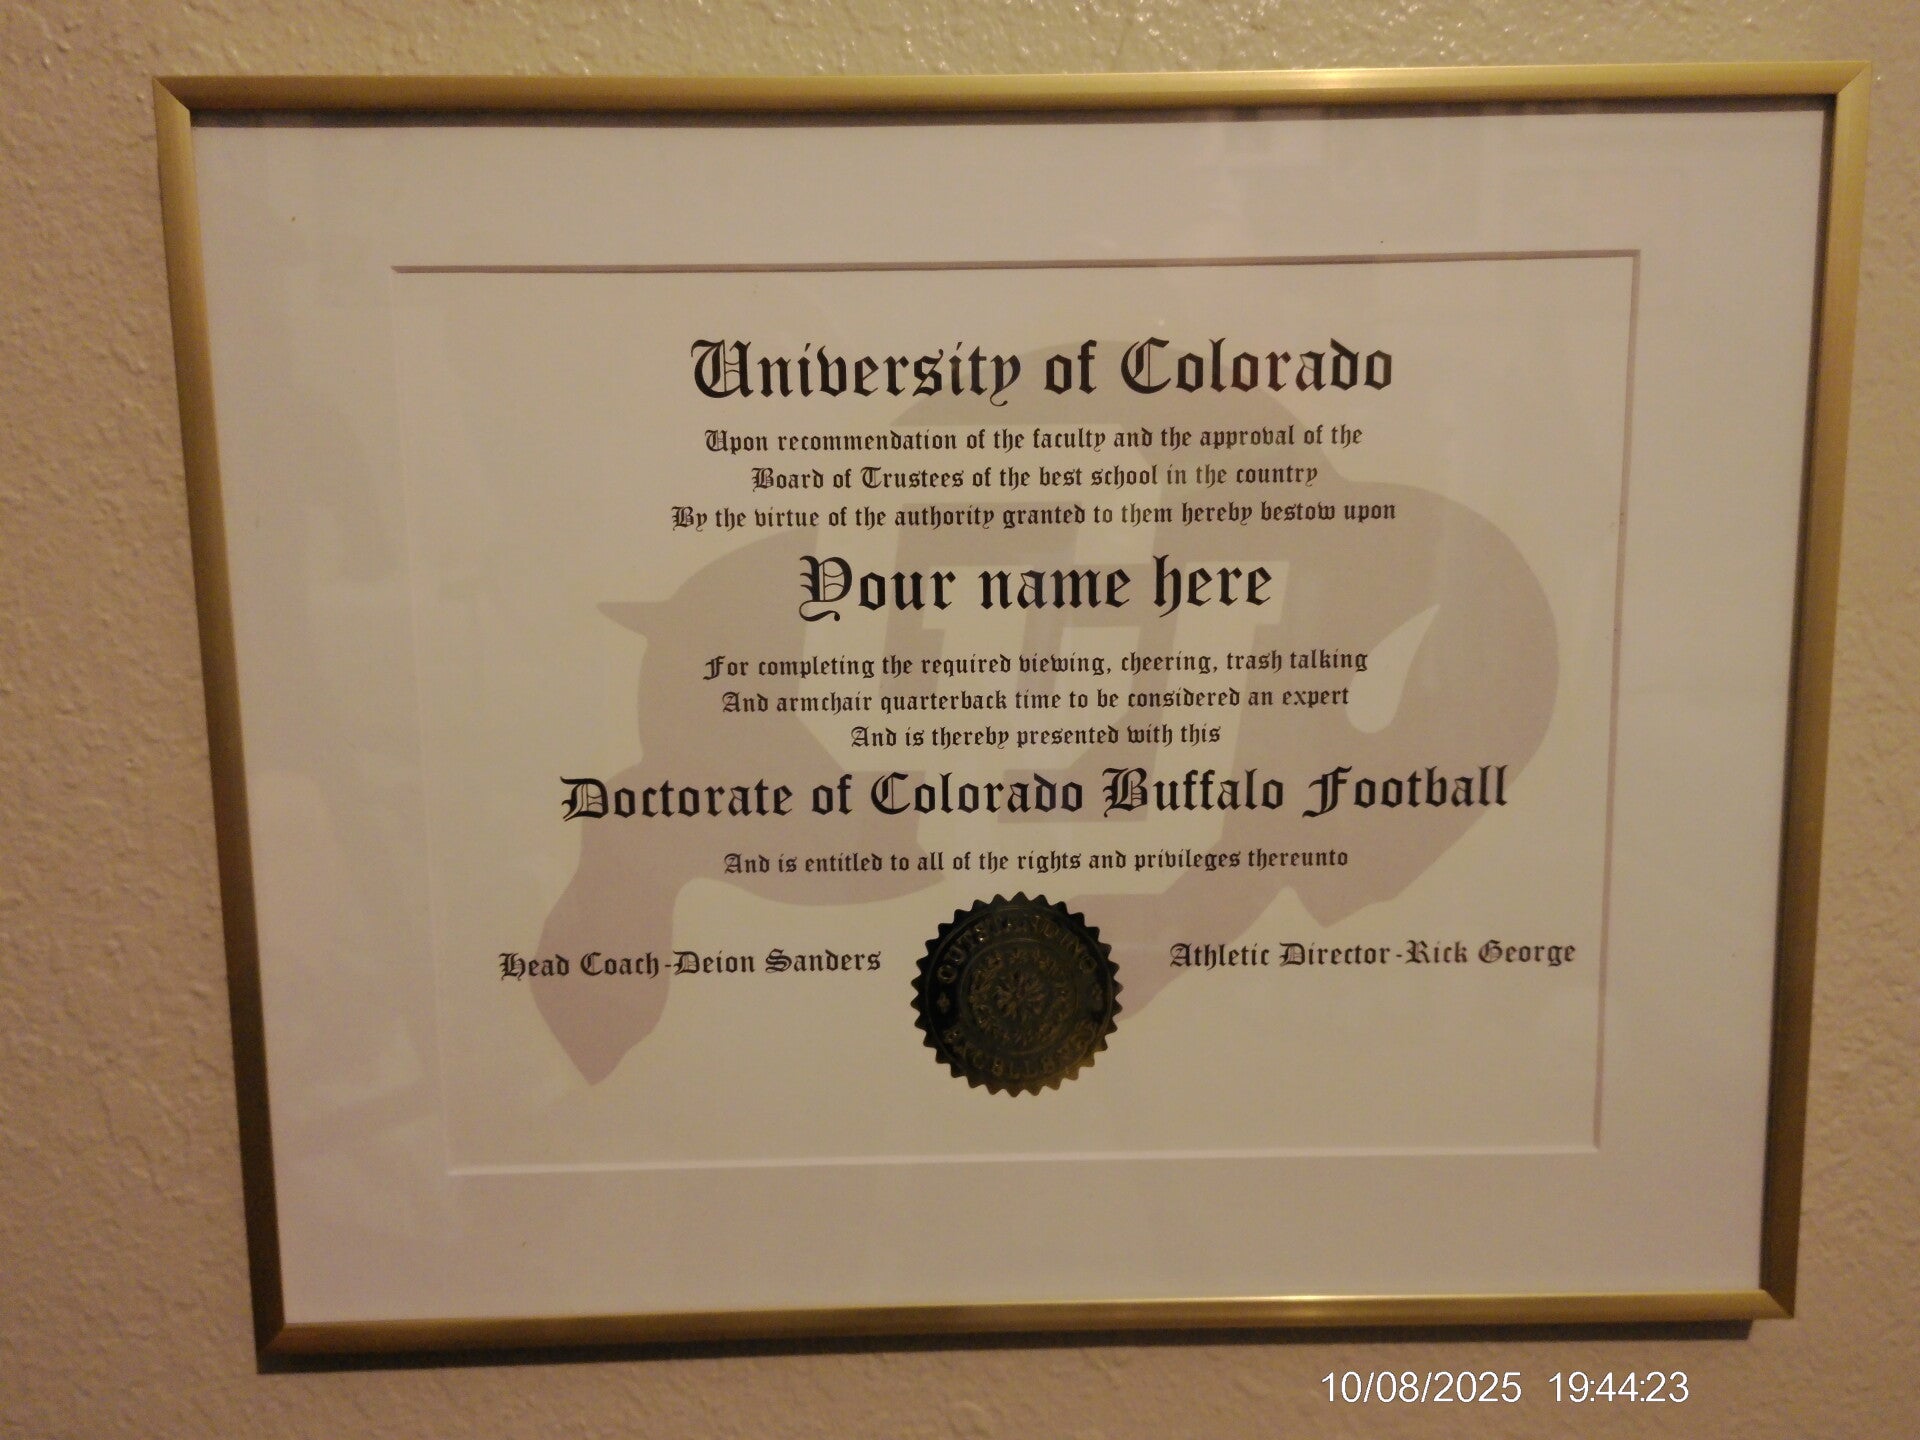 University of Colorado
Upon recommendation of the faculty and the approval of the
Board of Trustees of the best school in the country
By the virtue of the authority granted to them hereby bestow upon
Your name here
For completing the required viewing, cheering, trash talking
And armchair quarterback time to be considered an expert
And is thereby presented with this
Doctorate of Colorado Buffalo Football
And is entitled to all of the rights and privileges thereunto
Head Coach-Deion Sanders
OUTSTANDING
EXCELLENCE
Athletic Director-Rick George
CU
10/08/2025 19:44:23